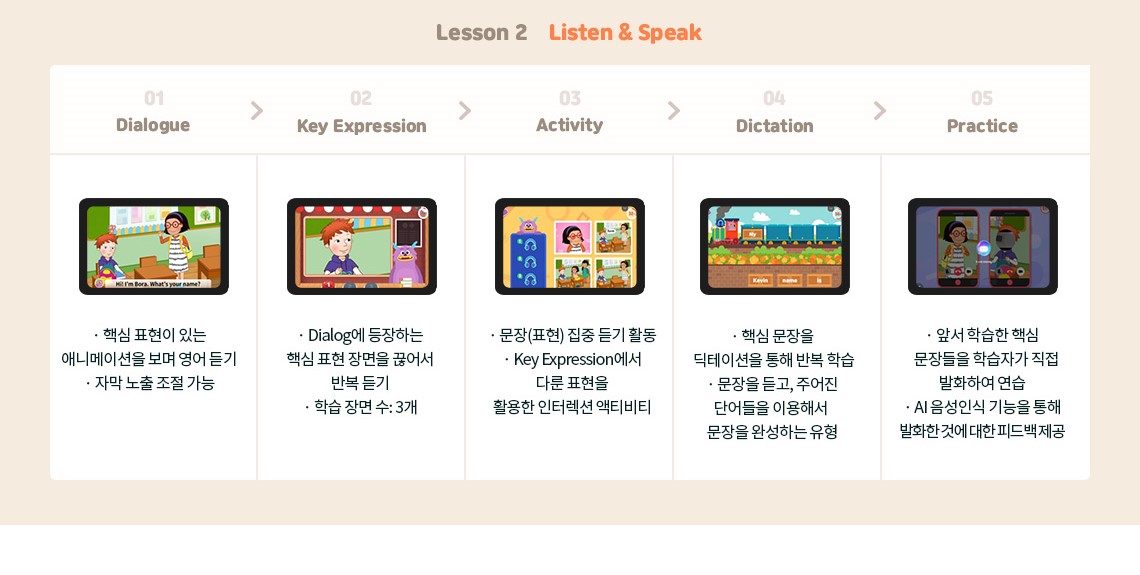 Lesson 2 Listen & Speak
01
Dialogue
02
Key Expression
03
Activity
04
Dictation
05
Practice
Hi! I'm Bora. What's your name?
· 핵심 표현이 있는
애니메이션을 보며 영어 듣기
· 자막 노출 조절 가능
· Dialog에 등장하는
핵심 표현 장면을 끊어서
반복 듣기
· 학습 장면 수: 3개
· 문장(표현) 집중 듣기 활동
· Key Expression에서
다룬 표현을
활용한 인터렉션 액티비티
My
Kevin name is
· 핵심 문장을
딕테이션을 통해 반복 학습
· 문장을 듣고, 주어진
단어들을 이용해서
문장을 완성하는 유형
· 앞서 학습한 핵심
문장들을 학습자가 직접
발화하여 연습
· AI 음성인식 기능을 통해
발화한 것에 대한 피드백 제공